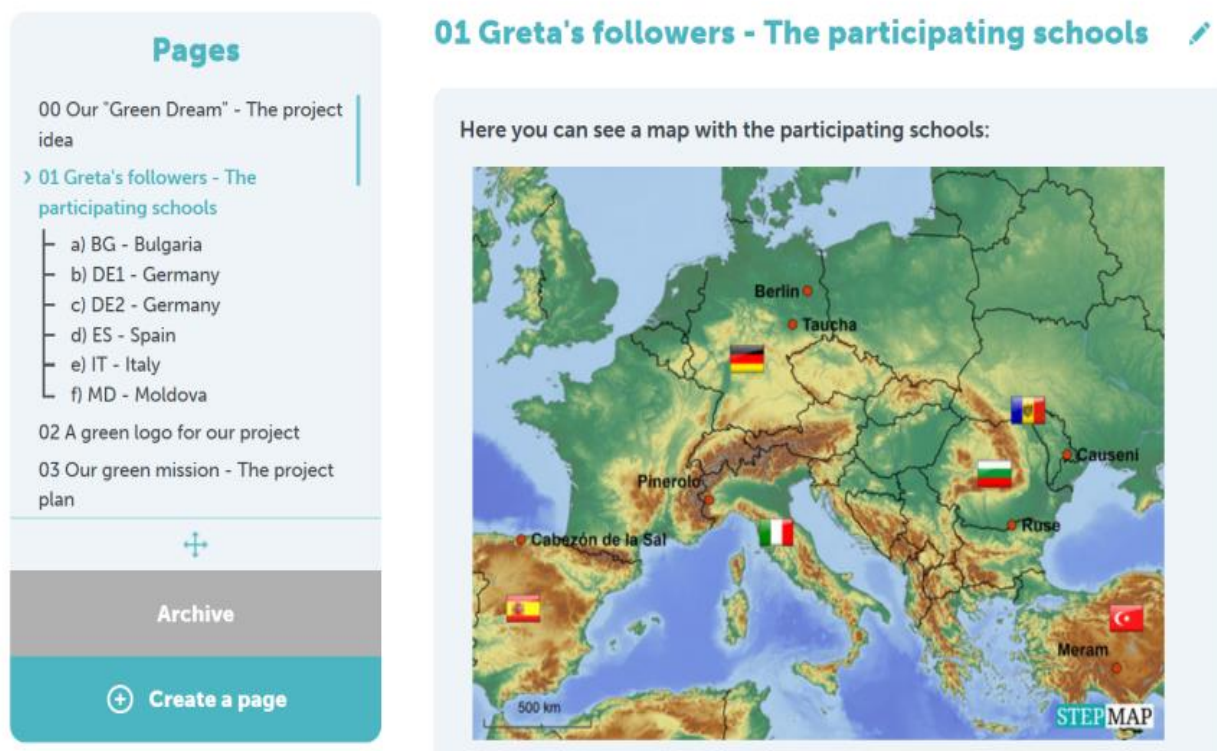 Pages
00 Our "Green Dream" - The project
idea
01 Greta's followers - The
participating schools
a) BG - Bulgaria
b) DE1 - Germany
c) DE2 - Germany
d) ES - Spain
e) IT - Italy
f) MD - Moldova
02 A green logo for our project
03 Our green mission - The project
plan
Archive
Create a page
01 Greta's followers - The participating schools
Here you can see a map with the participating schools:
Berlin
Taucha
Causeni
Pinerolo
Ruse
Cabezón de la Sal
Meram
500 km
STEPMAP